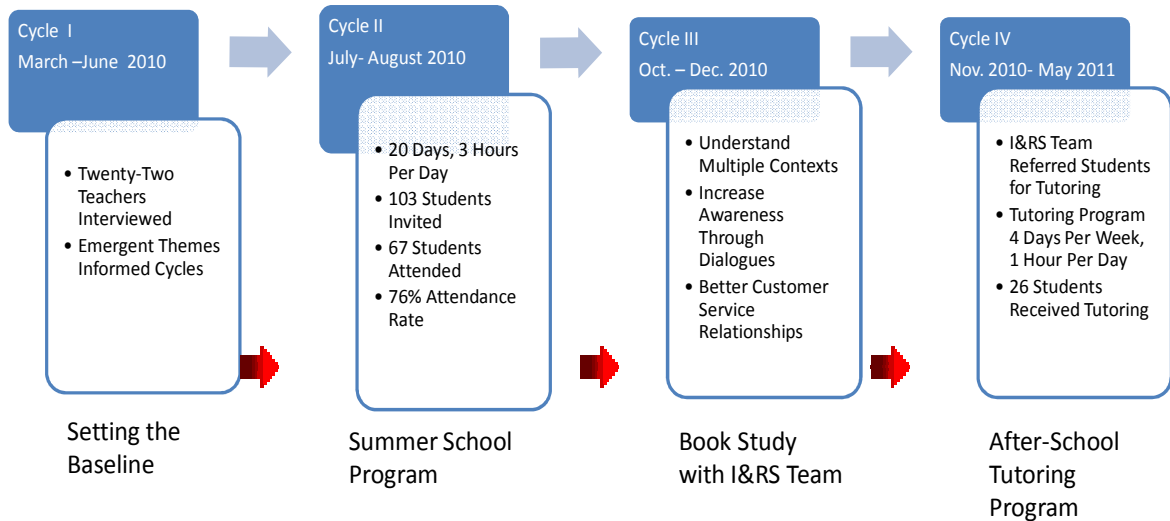 Cycle I
March –June 2010
• Twenty-Two
Teachers
Interviewed
• Emergent Themes
Informed Cycles
Setting the
Baseline
Cycle II
July- August 2010
• 20 Days, 3 Hours
Per Day
• 103 Students
Invited
• 67 Students
Attended
• 76% Attendance
Rate
Summer School
Program
Cycle III
Oct. – Dec. 2010
• Understand
Multiple Contexts
• Increase
Awareness
Through
Dialogues
• Better Customer
Service
Relationships
Book Study
with I&RS Team
Cycle IV
Nov. 2010- May 2011
• I&RS Team
Referred Students
for Tutoring
• Tutoring Program
4 Days Per Week,
1 Hour Per Day
• 26 Students
Received Tutoring
After-School
Tutoring
Program